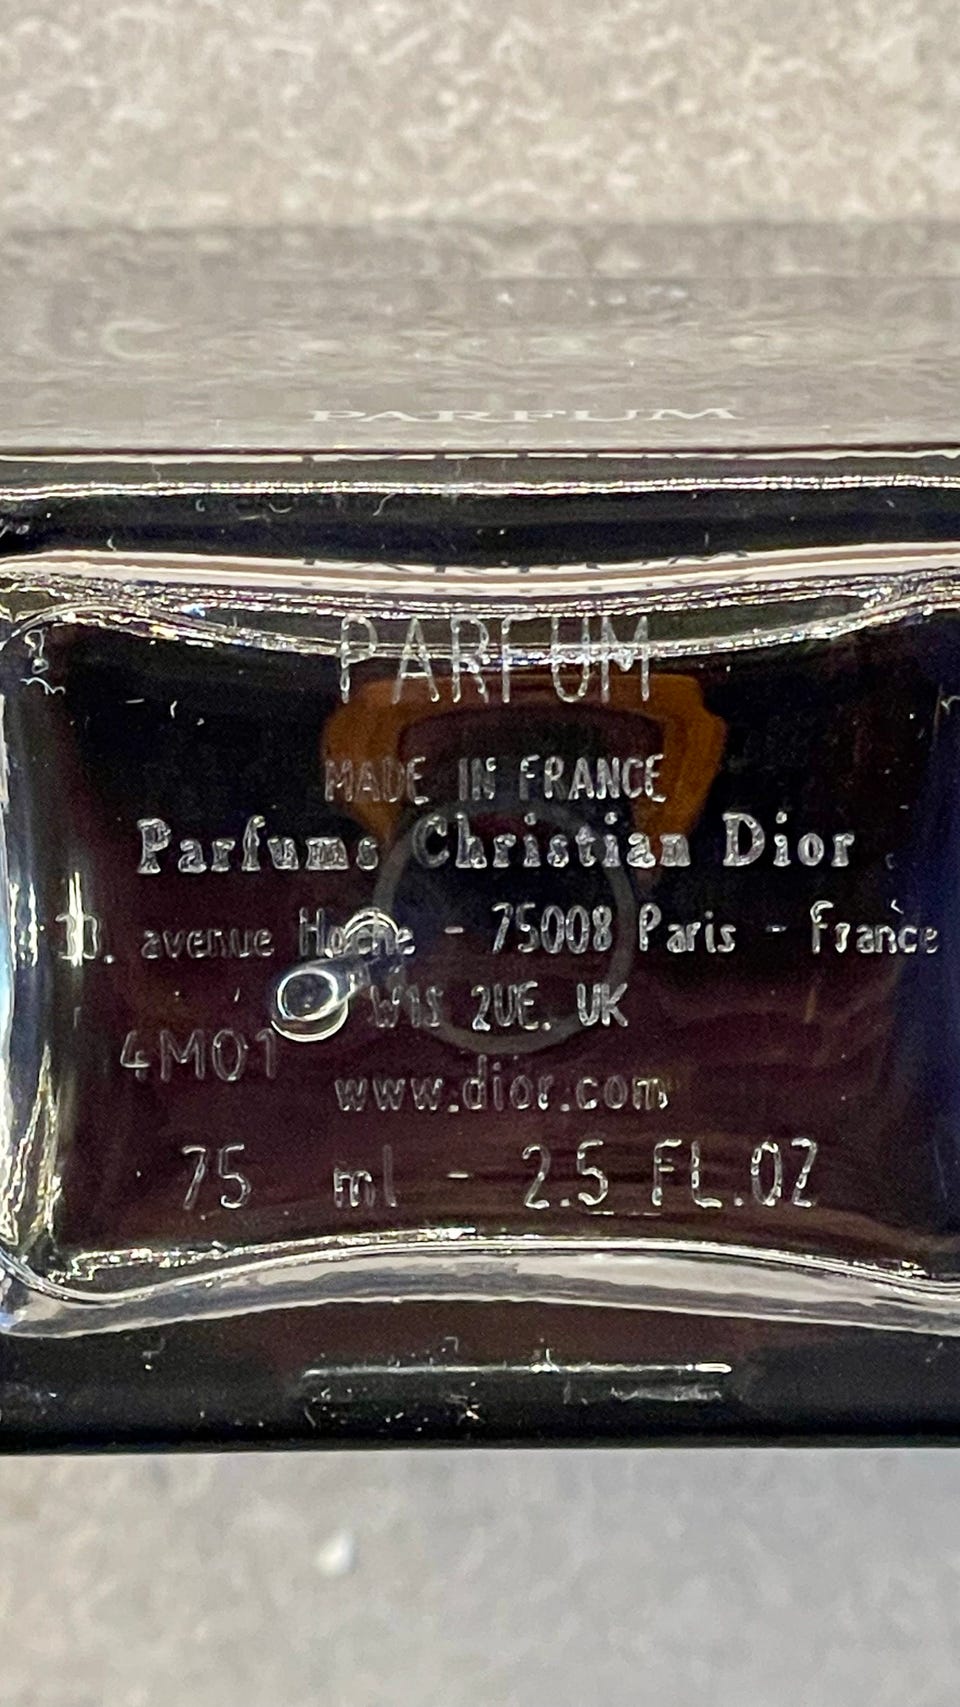 PARFUM
PARFUM
MADE IN FRANCE
Parfums Christian Dior
avenue Hoche - 75008 Paris - France
W1S 2UE. UK
4M01
www.dior.com
75 ml - 2.5 FL.OZ